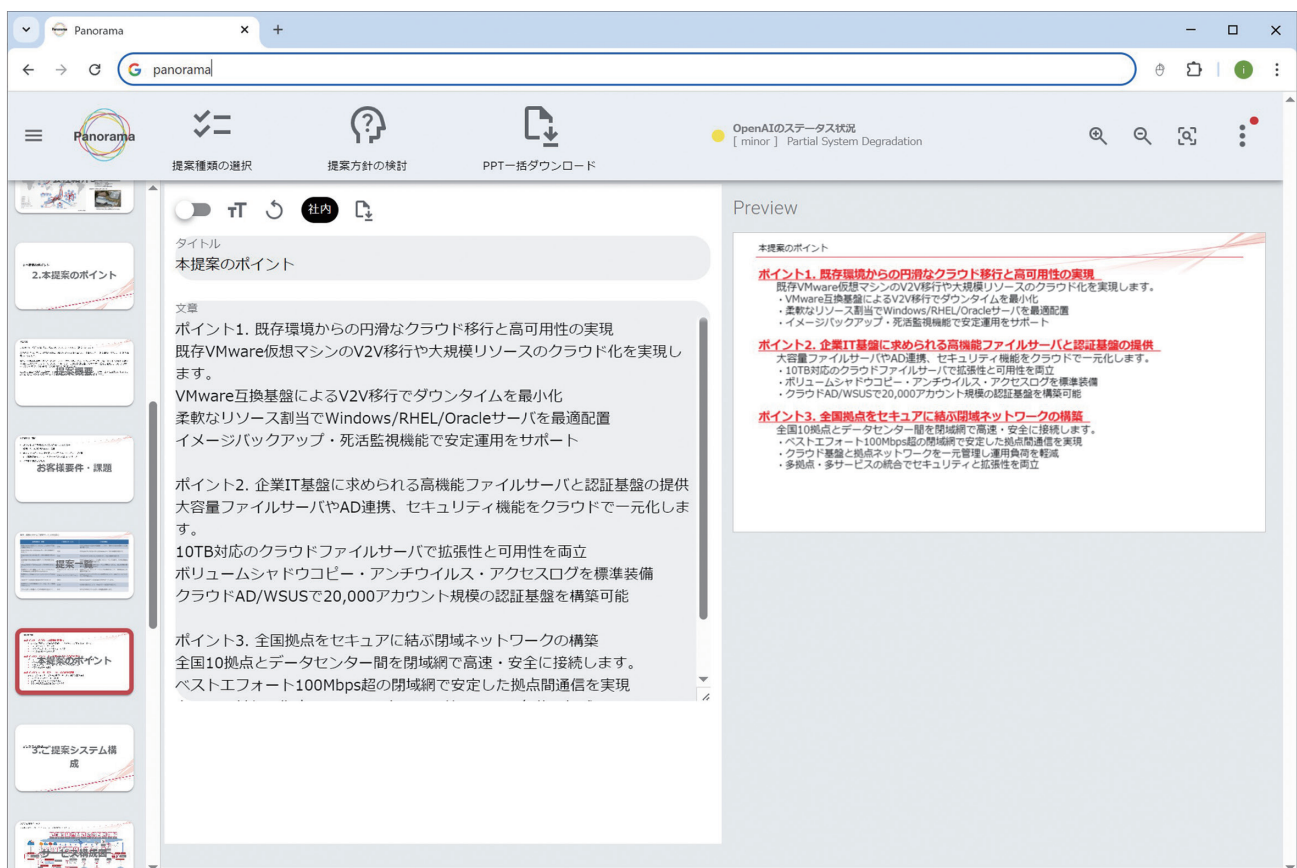 Panorama
panorama
Panorama
提案種類の選択
提案方針の検討
PPT一括ダウンロード
OpenAIのステータス状況
[ minor ] Partial System Degradation
2.本提案のポイント
提案概要
お客様要件・課題
提案一覧
本提案のポイント
3.ご提案システム構
成
サービス構成図
社内
タイトル
本提案のポイント
文章
ポイント1. 既存環境からの円滑なクラウド移行と高可用性の実現
既存VMware仮想マシンのV2V移行や大規模リソースのクラウド化を実現し
ます。
VMware互換基盤によるV2V移行でダウンタイムを最小化
柔軟なリソース割当でWindows/RHEL/Oracleサーバを最適配置
イメージバックアップ・死活監視機能で安定運用をサポート
ポイント2. 企業IT基盤に求められる高機能ファイルサーバと認証基盤の提供
大容量ファイルサーバやAD連携、セキュリティ機能をクラウドで一元化しま
す。
10TB対応のクラウドファイルサーバで拡張性と可用性を両立
ボリュームシャドウコピー・アンチウイルス・アクセスログを標準装備
クラウドAD/WSUSで20,000アカウント規模の認証基盤を構築可能
ポイント3. 全国拠点をセキュアに結ぶ閉域ネットワークの構築
全国10拠点とデータセンター間を閉域網で高速・安全に接続します。
ベストエフォート100Mbps超の閉域網で安定した拠点間通信を実現
Preview
本提案のポイント
ポイント1. 既存環境からの円滑なクラウド移行と高可用性の実現
既存VMware仮想マシンのV2V移行や大規模リソースのクラウド化を実現します。
・VMware互換基盤によるV2V移行でダウンタイムを最小化
・柔軟なリソース割当でWindows/RHEL/Oracleサーバを最適配置
・イメージバックアップ・死活監視機能で安定運用をサポート
ポイント2. 企業IT基盤に求められる高機能ファイルサーバと認証基盤の提供
大容量ファイルサーバやAD連携、セキュリティ機能をクラウドで一元化します。
・10TB対応のクラウドファイルサーバで拡張性と可用性を両立
・ボリュームシャドウコピー・アンチウイルス・アクセスログを標準装備
・クラウドAD/WSUSで20,000アカウント規模の認証基盤を構築可能
ポイント3. 全国拠点をセキュアに結ぶ閉域ネットワークの構築
全国10拠点とデータセンター間を閉域網で高速・安全に接続します。
・ベストエフォート100Mbps超の閉域網で安定した拠点間通信を実現
・クラウド基盤と拠点ネットワークを一元管理し運用負荷を軽減
・多拠点・多サービスの統合でセキュリティと拡張性を両立